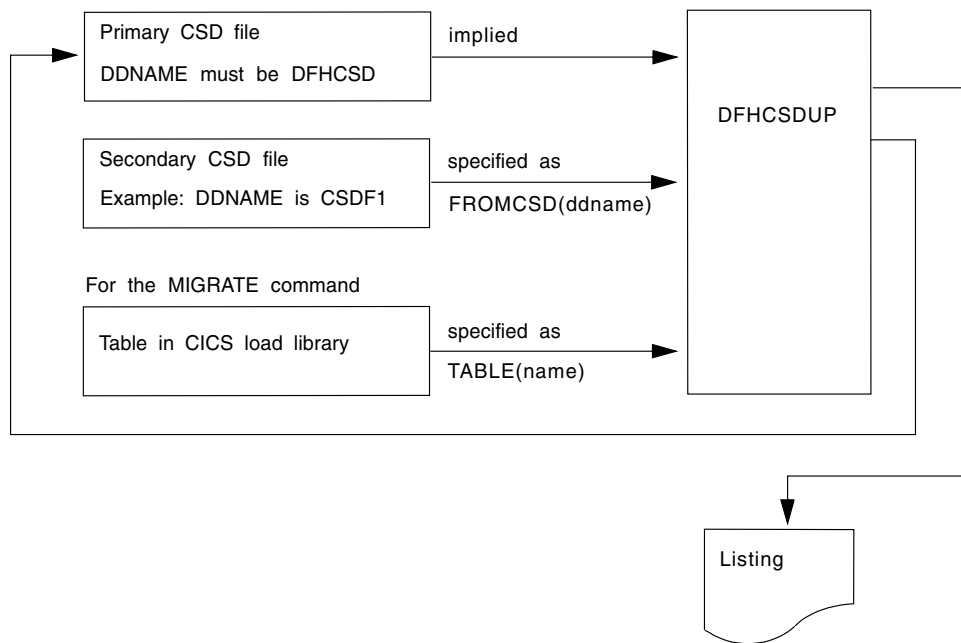 Primary CSD file
DDNAME must be DFHCSD
implied
DFHCSDUP
Secondary CSD file
Example: DDNAME is CSDF1
specified as
FROMCSD(ddname)
For the MIGRATE command
Table in CICS load library
specified as
TABLE(name)
Listing